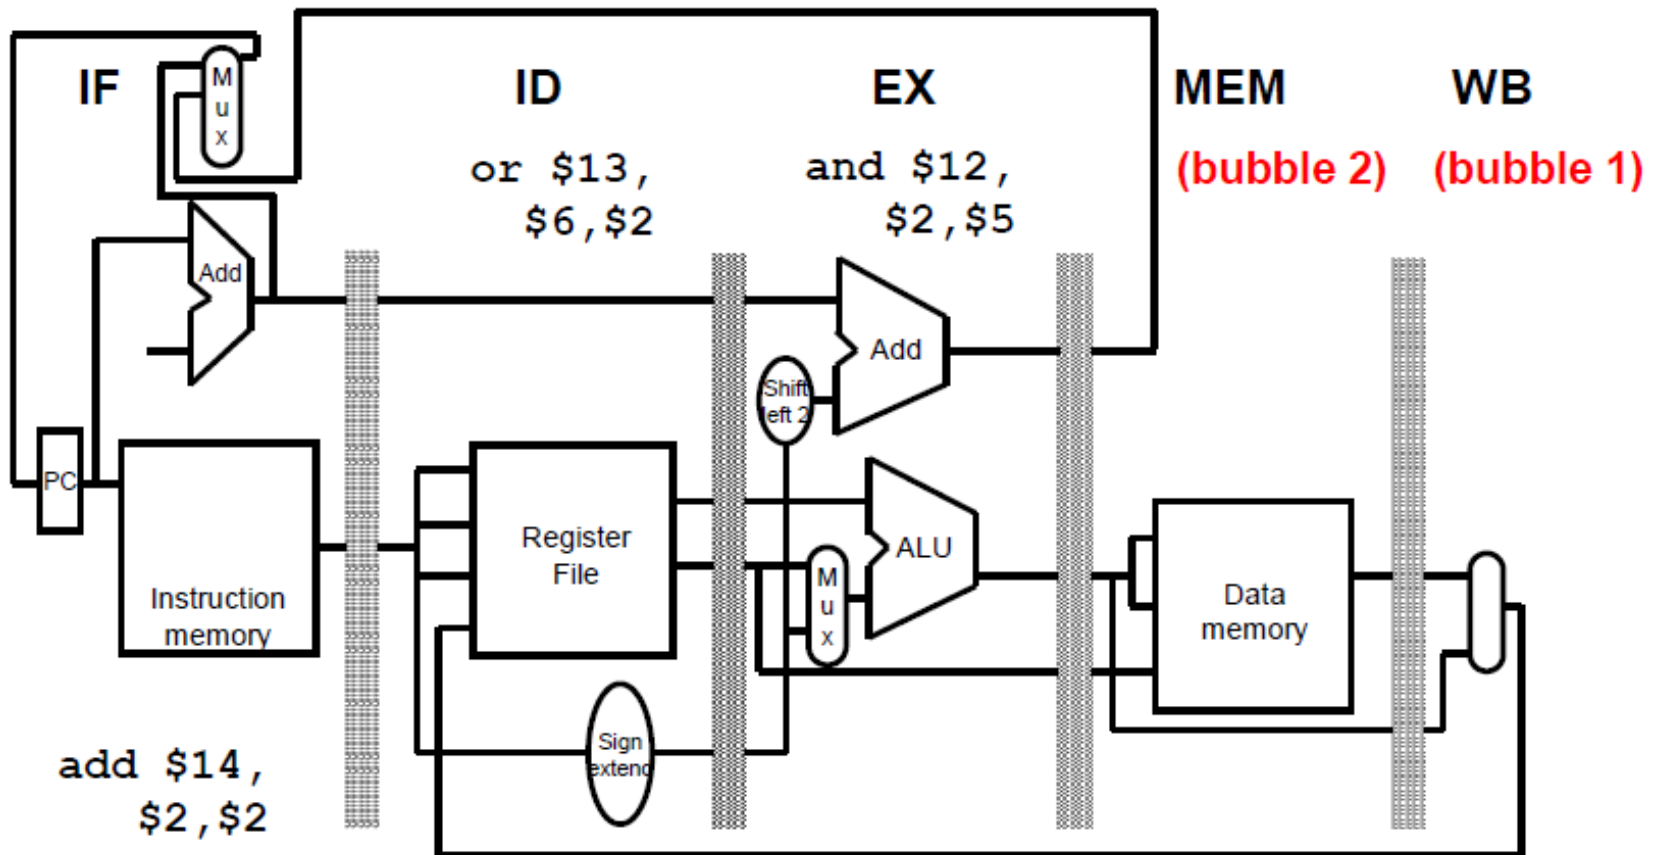 IF
ID
EX
MEM
WB
M
u
x
or $13,
$6,$2
and $12,
$2,$5
(bubble 2)
(bubble 1)
Add
Add
Shift
left 2
PC
Instruction
memory
Register
File
M
u
x
ALU
Data
memory
Sign
extend
add $14,
$2,$2